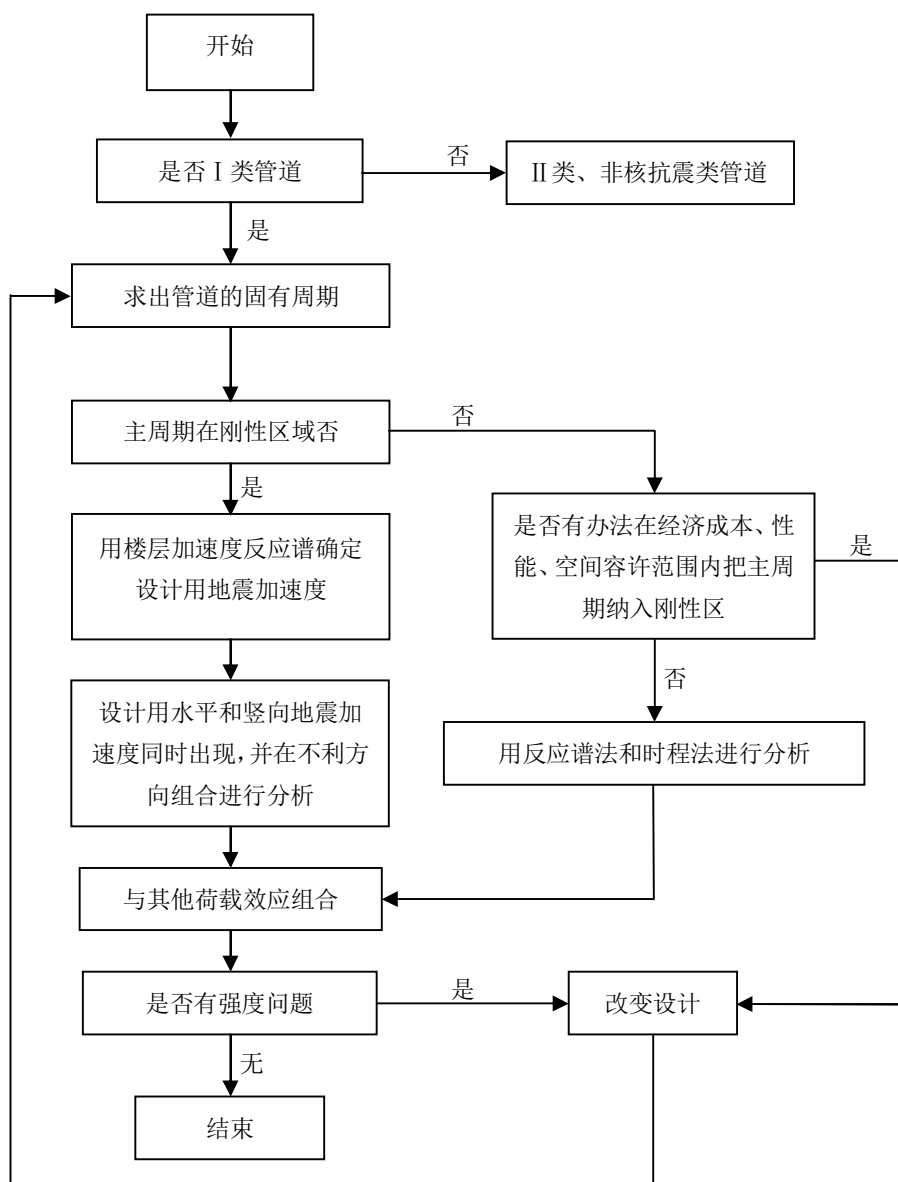 开始
是否Ⅰ类管道
否
Ⅱ类、非核抗震类管道
是
求出管道的固有周期
主周期在刚性区域否
否
是
用楼层加速度反应谱确定
设计用地震加速度
是否有办法在经济成本、性
能、空间容许范围内把主周
期纳入刚性区
是
否
设计用水平和竖向地震加
速度同时出现,并在不利方
向组合进行分析
用反应谱法和时程法进行分析
与其他荷载效应组合
是否有强度问题
是
改变设计
无
结束